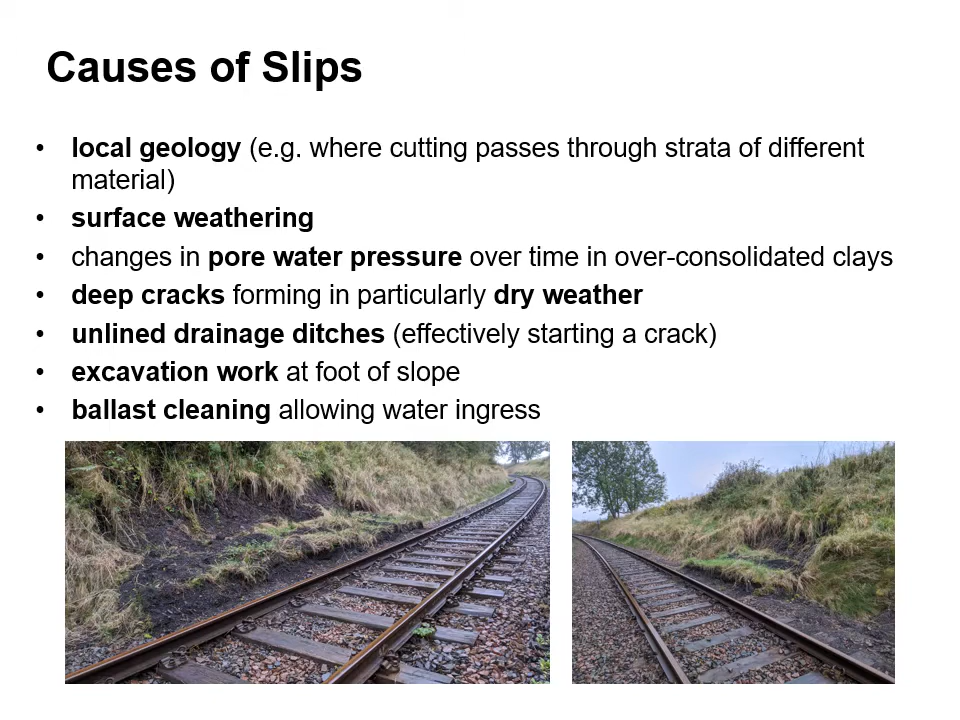 Causes of Slips
• local geology (e.g. where cutting passes through strata of different
material)
• surface weathering
• changes in pore water pressure over time in over-consolidated clays
• deep cracks forming in particularly dry weather
• unlined drainage ditches (effectively starting a crack)
• excavation work at foot of slope
• ballast cleaning allowing water ingress